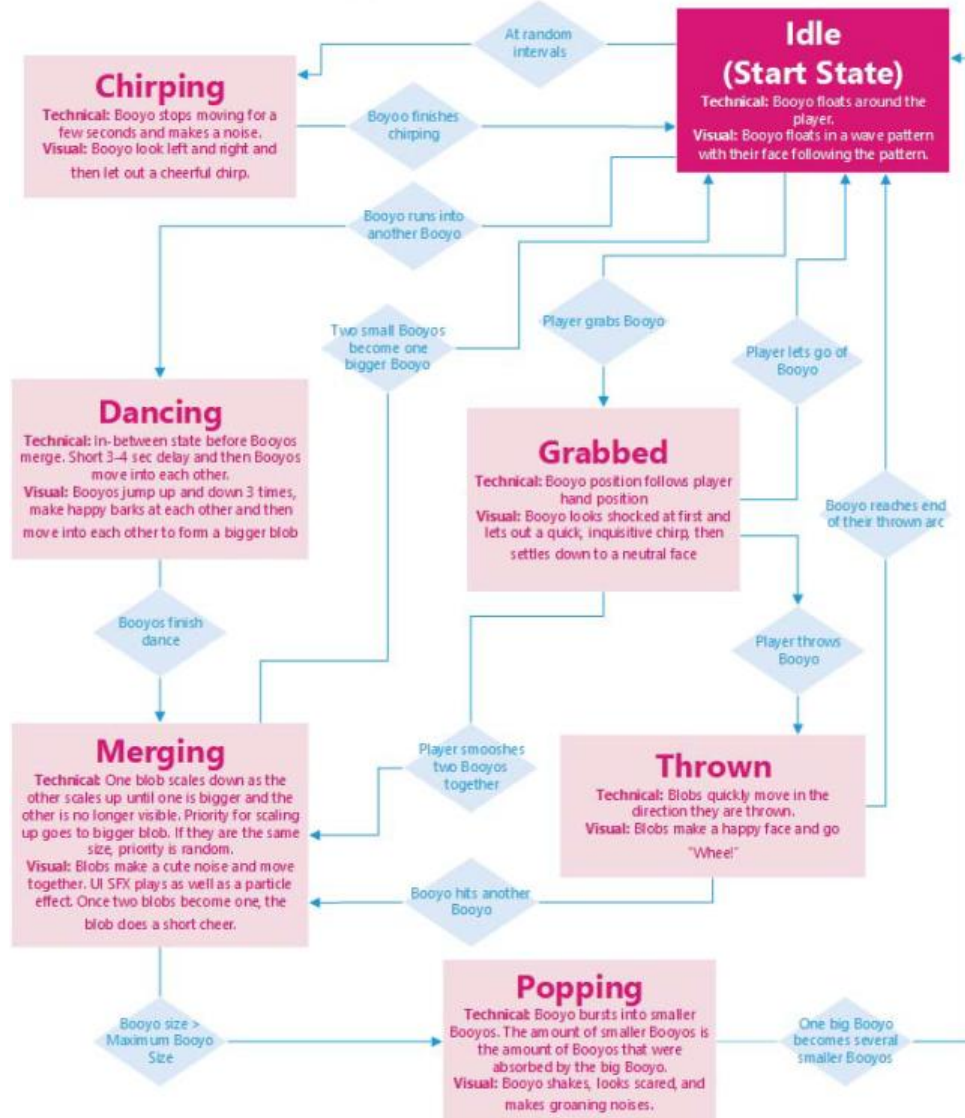 At random
intervals
Idle
(Start State)
Technical: Booyo floats around the
player.
Visual: Booyo floats in a wave pattern
with their face following the pattern.
Chirping
Technical: Booyo stops moving for a
few seconds and makes a noise.
Visual: Booyo look left and right and
then let out a cheerful chirp.
Boyoo finishes
chirping
Booyo runs into
another Booyo
Two small Booyos
become one
bigger Booyo
Player grabs Booyo
Player lets go of
Booyo
Dancing
Technical: In-between state before Booyos
merge. Short 3-4 sec delay and then Booyos
move into each other.
Visual: Booyos jump up and down 3 times,
make happy barks at each other and then
move into each other to form a bigger blob
Grabbed
Technical: Booyo position follows player
hand position
Visual: Booyo looks shocked at first and
lets out a quick, inquisitive chirp, then
settles down to a neutral face
Booyo reaches end
of their thrown arc
Booyos finish
dance
Player throws
Booyo
Merging
Technical: One blob scales down as the
other scales up until one is bigger and the
other is no longer visible. Priority for scaling
up goes to bigger blob. If they are the same
size, priority is random.
Visual: Blobs make a cute noise and move
together. UI SFX plays as well as a particle
effect. Once two blobs become one, the
blob does a short cheer.
Player smooshes
two Booyos
together
Thrown
Technical: Blobs quickly move in the
direction they are thrown.
Visual: Blobs make a happy face and go
"Whee!"
Booyo hits another
Booyo
Booyo size >
Maximum Booyo
Size
Popping
Technical: Booyo bursts into smaller
Booyos. The amount of smaller Booyos is
the amount of Booyos that were
absorbed by the big Booyo.
Visual: Booyo shakes, looks scared, and
makes groaning noises.
One big Booyo
becomes several
smaller Booyos